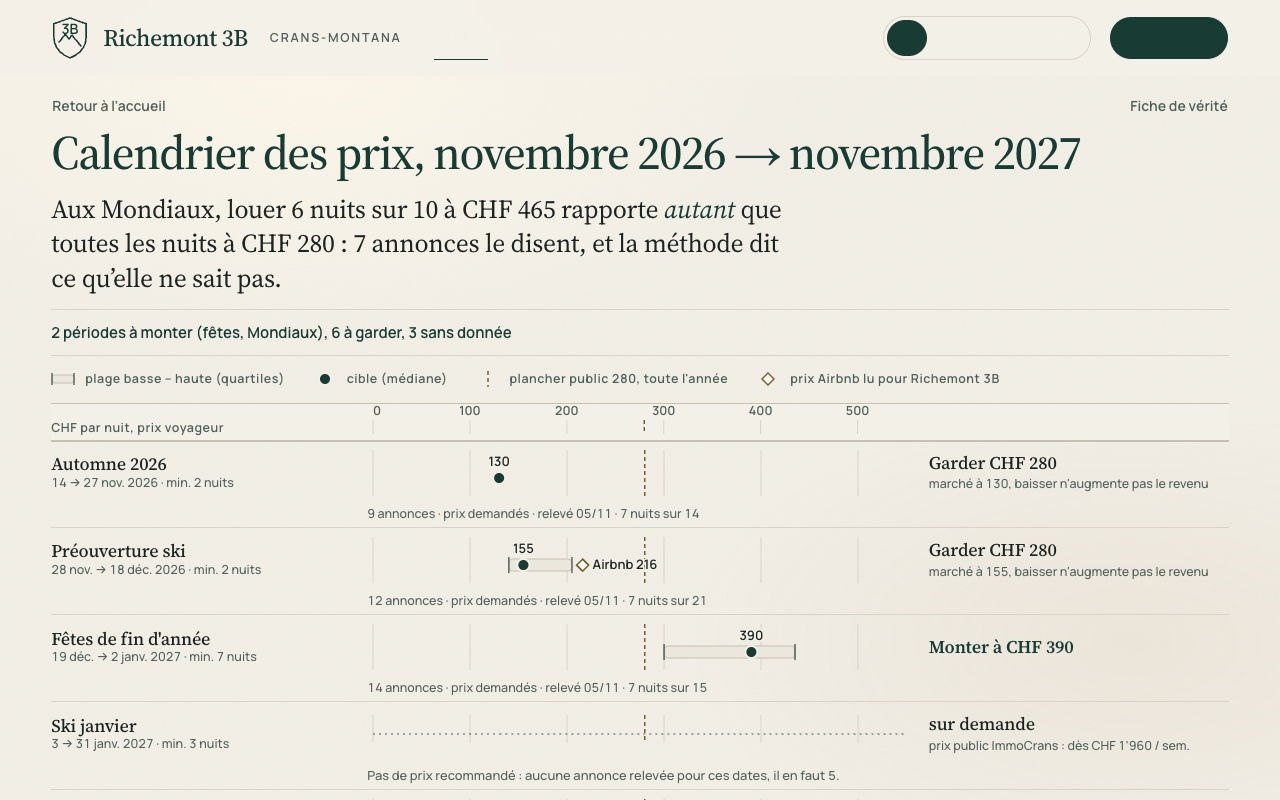 3B Richemont 3B CRANS-MONTANA
Retour à l'accueil
Fiche de vérité
Calendrier des prix, novembre 2026 → novembre 2027
Aux Mondiaux, louer 6 nuits sur 10 à CHF 465 rapporte autant que
toutes les nuits à CHF 280 : 7 annonces le disent, et la méthode dit
ce qu’elle ne sait pas.
2 périodes à monter (fêtes, Mondiaux), 6 à garder, 3 sans donnée
plage basse – haute (quartiles) cible (médiane) plancher public 280, toute l'année prix Airbnb lu pour Richemont 3B
0 100 200 300 400 500
CHF par nuit, prix voyageur
Automne 2026
14 → 27 nov. 2026 · min. 2 nuits
130
9 annonces · prix demandés · relevé 05/11 · 7 nuits sur 14
Garder CHF 280
marché à 130, baisser n'augmente pas le revenu
Préouverture ski
28 nov. → 18 déc. 2026 · min. 2 nuits
155
Airbnb 216
12 annonces · prix demandés · relevé 05/11 · 7 nuits sur 21
Garder CHF 280
marché à 155, baisser n'augmente pas le revenu
Fêtes de fin d'année
19 déc. → 2 janv. 2027 · min. 7 nuits
390
14 annonces · prix demandés · relevé 05/11 · 7 nuits sur 15
Monter à CHF 390
Ski janvier
3 → 31 janv. 2027 · min. 3 nuits
Pas de prix recommandé : aucune annonce relevée pour ces dates, il en faut 5.
sur demande
prix public ImmoCrans : dès CHF 1'960 / sem.